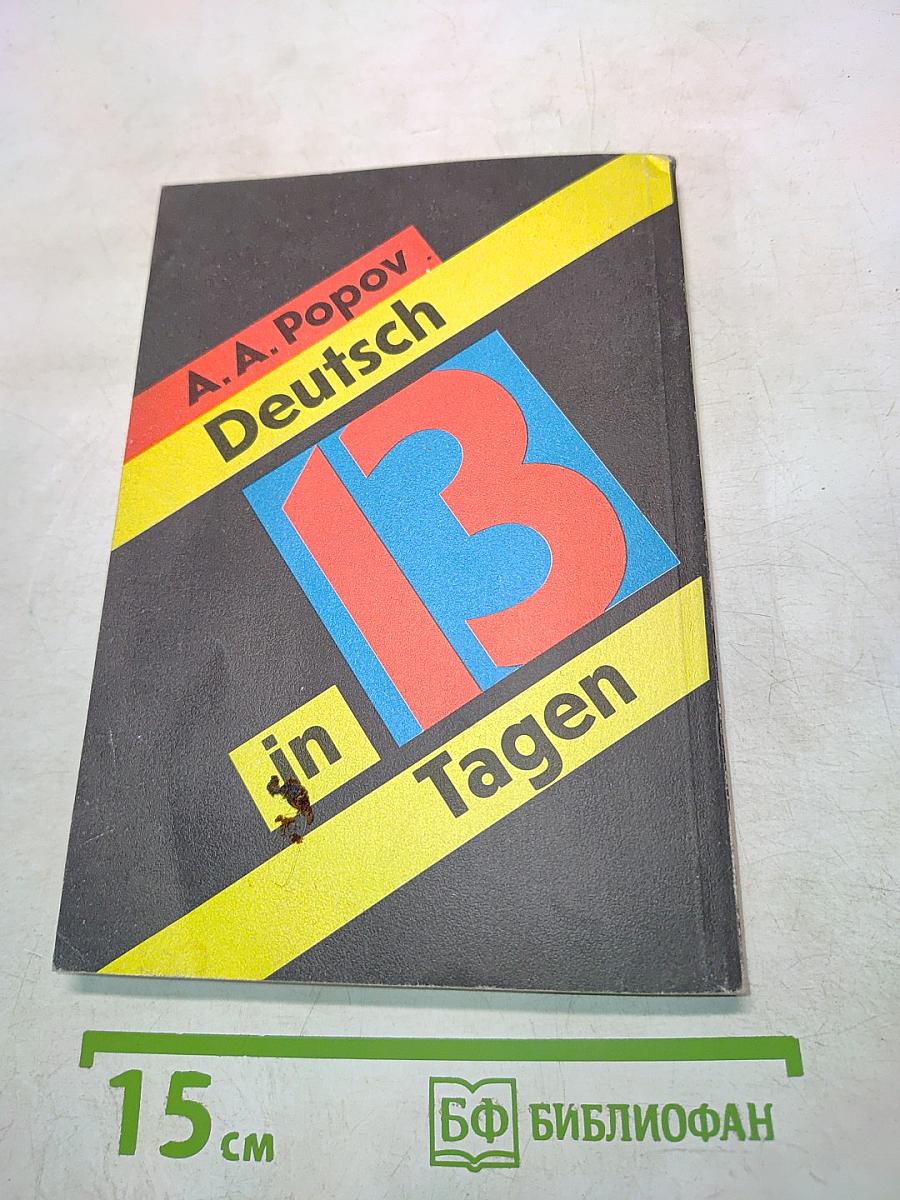 A. A. Popov
Deutsch
13
in
Tagen
15 см
БФ БИБЛИОФАН